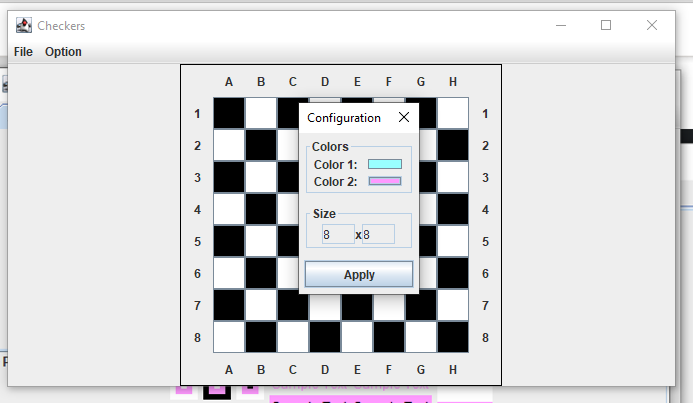 Checkers
File Option
A B C D E F G H
1 1
Configuration
2 2
Colors
Color 1:
3 3
Color 2:
4 4
Size
8 x 8
5 5
6 6
Apply
7 7
8 8
A B C D E F G H